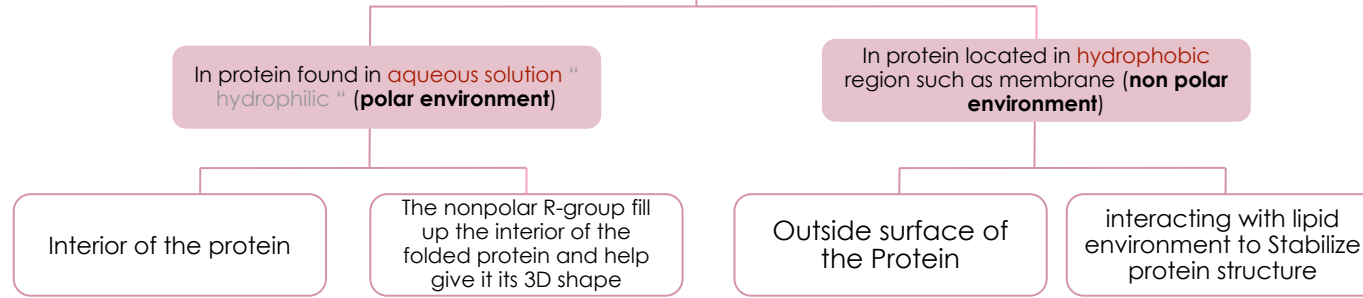 In protein found in aqueous solution “
hydrophilic “ (polar environment)
In protein located in hydrophobic
region such as membrane (non polar
environment)
Interior of the protein
The nonpolar R-group fill
up the interior of the
folded protein and help
give it its 3D shape
Outside surface of
the Protein
interacting with lipid
environment to Stabilize
protein structure